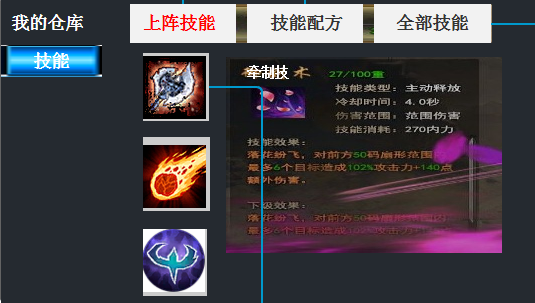 我的仓库
上阵技能
技能配方
全部技能
技能
牵制技 术
27/100重
技能类型：主动释放
冷却时间：4.0秒
伤害范围：范围伤害
技能消耗：270内力
技能效果：
落花纷飞，对前方50码扇形范围
最多6个目标造成102%攻击力+140点
额外伤害。
下级效果：
落花纷飞，对前方50码扇形范围内
最多6个目标造成